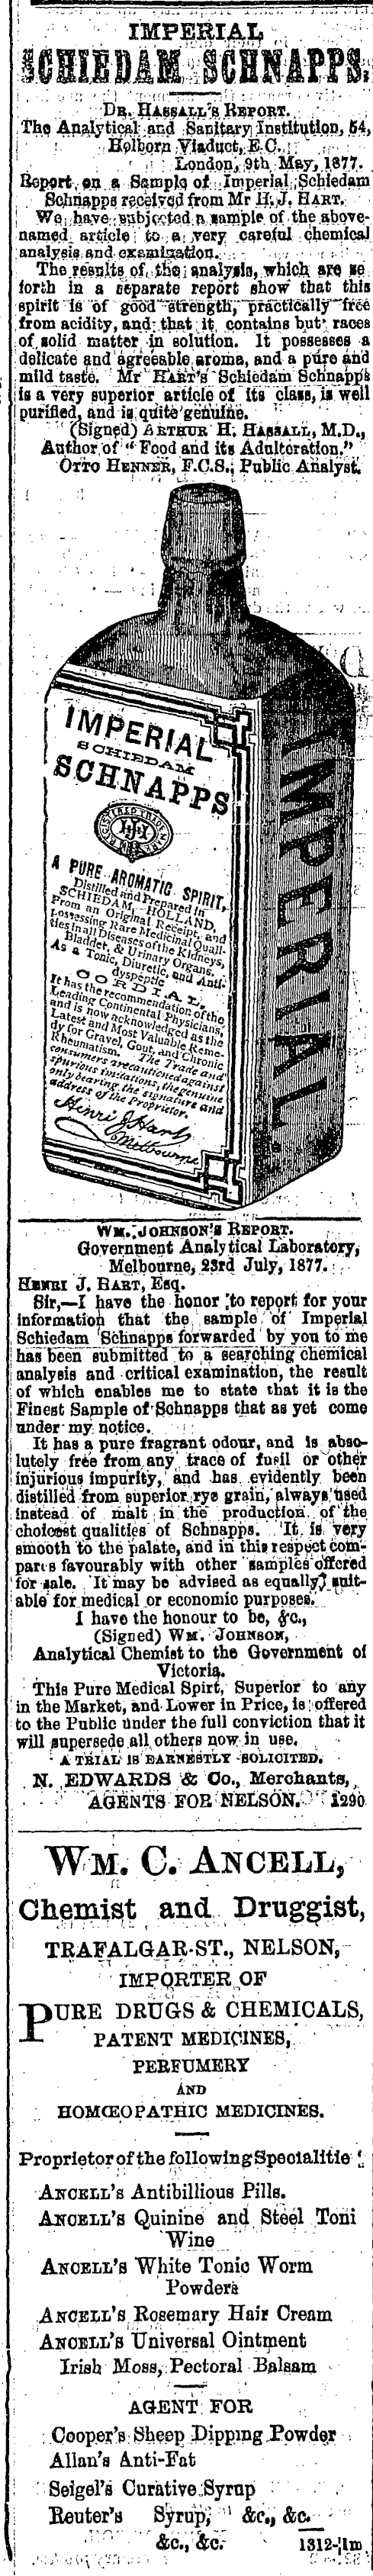 IMPERIAL
SCHIEDAM SCHNAPPS.
DR. HASSALL'S REPORT.
The Analytical and Sanitary Institution, 54,
Holborn Viaduct, E.C.
London, 9th May, 1877.
Report on a Sample of Imperial Schiedam
Schnapps received from Mr H. J. HART.
We have subjected a sample of the above-
named article to a very careful chemical
analysis and examination.
The results of the analysis, which are se
forth in a separate report show that this
spirit is of good strength, practically free
from acidity, and that it contains but races
of solid matter in solution. It possesses a
delicate and agreeable aroma, and a pure and
mild taste. Mr HART'S Schiedam Schnapps
is a very superior article of its class, is well
purified, and is quite genuine.
(Signed) ARTHUR H. HASSALL, M.D.,
Author of "Food and its Adulteration."
OTTO HEHNER, F.C.S., Public Analyst.
IMPERIAL
SCHIEDAM
SCHNAPPS
A PURE AROMATIC SPIRIT,
Distilled and Prepared in
SCHIEDAM, HOLLAND,
From an Original Receipt, and
Possessing Rare Medicinal Quali-
ties in all Diseases of the Kidneys,
Bladder, & Urinary Organs.
As a Tonic, Diuretic, and Anti-
dyspeptic
CORDIAL,
It has the recommendation of the
Leading Continental Physicians,
and is now acknowledged as the
Latest and Most Valuable Reme-
dy for Gravel, Gout, and Chronic
Rheumatism. The Trade and
consumers are cautioned against
spurious imitations, the genuine
only bearing the signature and
address of the Proprietor.
Henri J Hart
Melbourne
IMPERIAL
WM. JOHNSON'S REPORT.
Government Analytical Laboratory,
Melbourne, 23rd July, 1877.
HENRI J. HART, Esq.
Sir,—I have the honor to report for your
information that the sample of Imperial
Schiedam Schnapps forwarded by you to me
has been submitted to a searching chemical
analysis and critical examination, the result
of which enables me to state that it is the
Finest Sample of Schnapps that as yet come
under my notice.
It has a pure fragrant odour, and is abso-
lutely free from any trace of fusil or other
injurious impurity, and has evidently been
distilled from superior rye grain, always used
instead of malt in the production of the
choicest qualities of Schnapps. It is very
smooth to the palate, and in this respect com-
pares favourably with other samples offered
for sale. It may be advised as equally suit-
able for medical or economic purposes.
I have the honour to be, &c.,
(Signed) WM. JOHNSON,
Analytical Chemist to the Government of
Victoria.
This Pure Medical Spirt, Superior to any
in the Market, and Lower in Price, is offered
to the Public under the full conviction that it
will supersede all others now in use.
A TRIAL IS EARNESTLY SOLICITED.
N. EDWARDS & Co., Merchants,
AGENTS FOR NELSON. 1290
WM. C. ANCELL,
Chemist and Druggist,
TRAFALGAR-ST., NELSON,
IMPORTER OF
PURE DRUGS & CHEMICALS,
PATENT MEDICINES,
PERFUMERY
AND
HOMŒOPATHIC MEDICINES.
Proprietor of the following Specialitie
ANCELL'S Antibillious Pills.
ANCELL'S Quinine and Steel Toni
Wine
ANCELL'S White Tonic Worm
Powders
ANCELL'S Rosemary Hair Cream
ANCELL'S Universal Ointment
Irish Moss, Pectoral Balsam
AGENT FOR
Cooper's Sheep Dipping Powder
Allan's Anti-Fat
Seigel's Curative Syrup
Reuter's Syrup, &c., &c.
&c., &c. 1312-1m